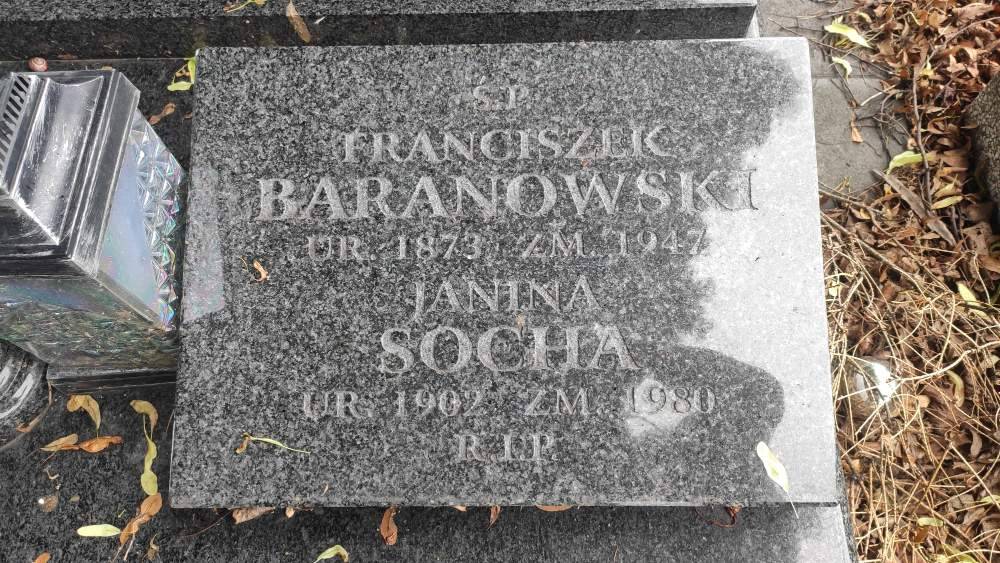 Ś.P.
FRANCISZEK
BARANOWSKI
UR. 1873 ZM. 1947
JANINA
SOCHA
UR. 1902 ZM. 1980
R.I.P.